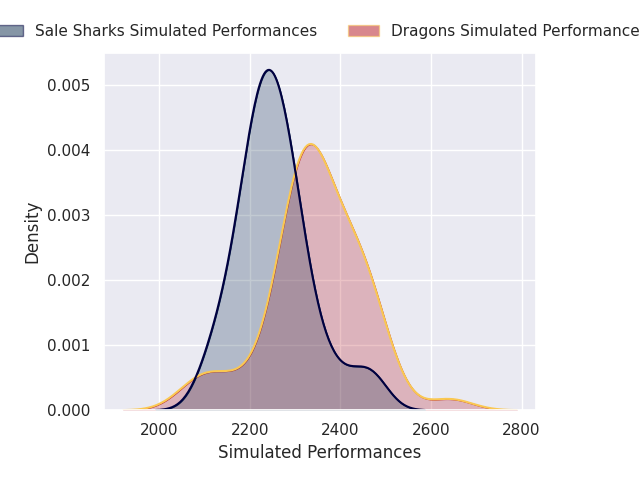 Sale Sharks Simulated Performances
Dragons Simulated Performance
0.005
0.004
0.003
0.002
0.001
0.000
Density
2000
2200
2400
2600
2800
Simulated Performances